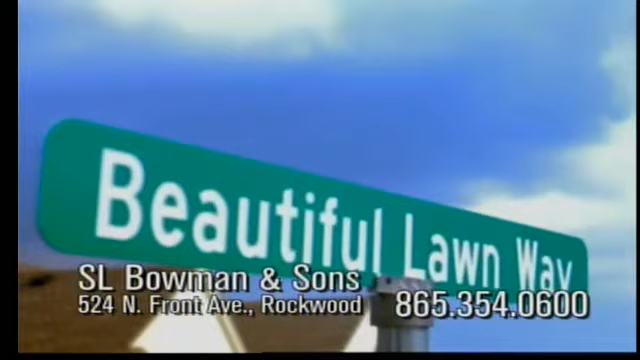 Beautiful Lawn Way
SL Bowman & Sons
524 N. Front Ave., Rockwood
865.354.0600